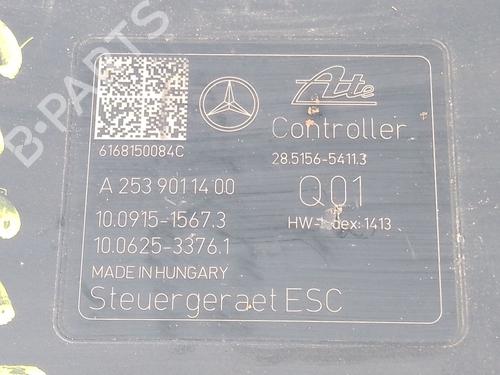 B-PARTS
Ate
Controller
6168150084C
28.5156-5411.3
A 253 901 14 00
Q01
10.0915-1567.3
HW-Index:1413
10.0625-3376.1
MADE IN HUNGARY
Steuergeraet ESC